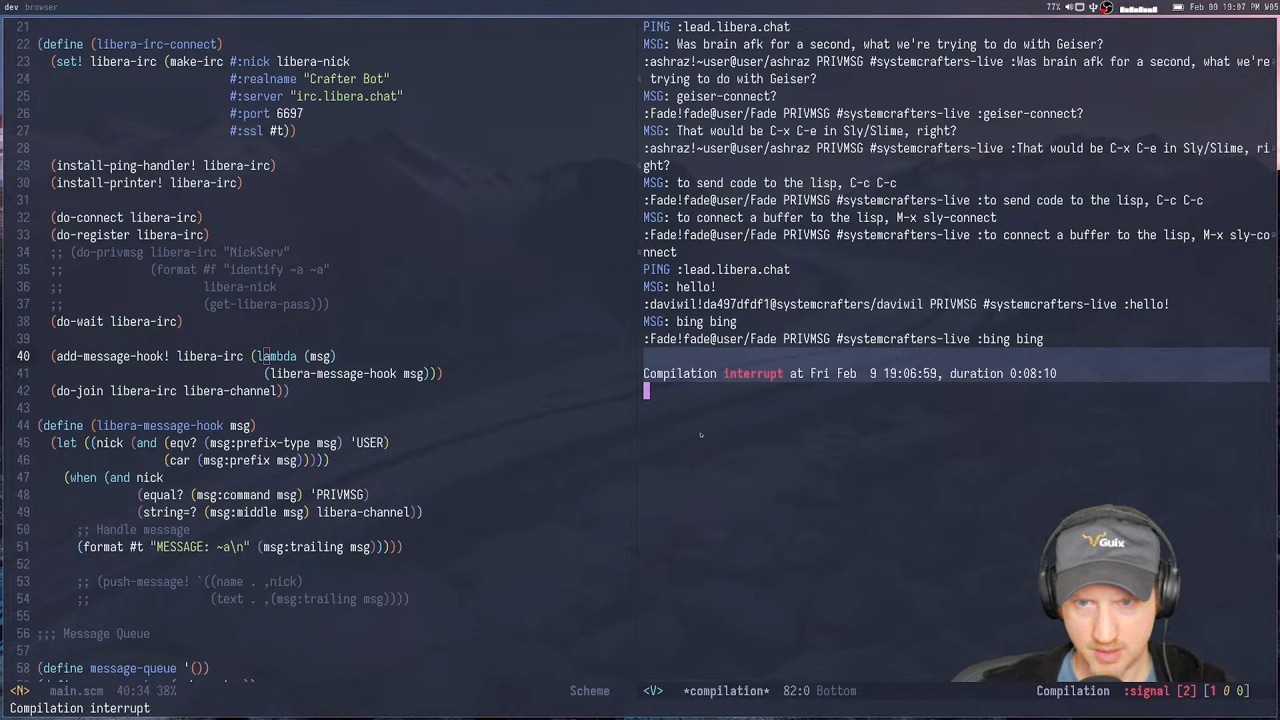 dev browser
77% Feb 09 19:07 PM W05
21
22 (define (libera-irc-connect)
23 (set! libera-irc (make-irc #:nick libera-nick
24 #:realname "Crafter Bot"
25 #:server "irc.libera.chat"
26 #:port 6697
27 #:ssl #t))
28
29 (install-ping-handler! libera-irc)
30 (install-printer! libera-irc)
31
32 (do-connect libera-irc)
33 (do-register libera-irc)
34 ;; (do-privmsg libera-irc "NickServ"
35 ;; (format #f "identify ~a ~a"
36 ;; libera-nick
37 ;; (get-libera-pass)))
38 (do-wait libera-irc)
39
40 (add-message-hook! libera-irc (lambda (msg)
41 (libera-message-hook msg)))
42 (do-join libera-irc libera-channel))
43
44 (define (libera-message-hook msg)
45 (let ((nick (and (eqv? (msg:prefix-type msg) 'USER)
46 (car (msg:prefix msg)))))
47 (when (and nick
48 (equal? (msg:command msg) 'PRIVMSG)
49 (string=? (msg:middle msg) libera-channel))
50 ;; Handle message
51 (format #t "MESSAGE: ~a\n" (msg:trailing msg)))))
52
53 ;; (push-message! `((name . ,nick)
54 ;; (text . ,(msg:trailing msg))))
55
56 ;;; Message Queue
57
58 (define message-queue '())
<N> main.scm 40:34 38% Scheme
Compilation interrupt
PING :lead.libera.chat
MSG: Was brain afk for a second, what we're trying to do with Geiser?
:ashraz!~user@user/ashraz PRIVMSG #systemcrafters-live :Was brain afk for a second, what we're
trying to do with Geiser?
MSG: geiser-connect?
:Fade!fade@user/Fade PRIVMSG #systemcrafters-live :geiser-connect?
MSG: That would be C-x C-e in Sly/Slime, right?
:ashraz!~user@user/ashraz PRIVMSG #systemcrafters-live :That would be C-x C-e in Sly/Slime, ri
ght?
MSG: to send code to the lisp, C-c C-c
:Fade!fade@user/Fade PRIVMSG #systemcrafters-live :to send code to the lisp, C-c C-c
MSG: to connect a buffer to the lisp, M-x sly-connect
:Fade!fade@user/Fade PRIVMSG #systemcrafters-live :to connect a buffer to the lisp, M-x sly-co
nnect
PING :lead.libera.chat
MSG: hello!
:daviwil!da497dfdf1@systemcrafters/daviwil PRIVMSG #systemcrafters-live :hello!
MSG: bing bing
:Fade!fade@user/Fade PRIVMSG #systemcrafters-live :bing bing
Compilation interrupt at Fri Feb 9 19:06:59, duration 0:08:10
Guix
<V> *compilation* 82:0 Bottom Compilation :signal [2] [1 0 0]